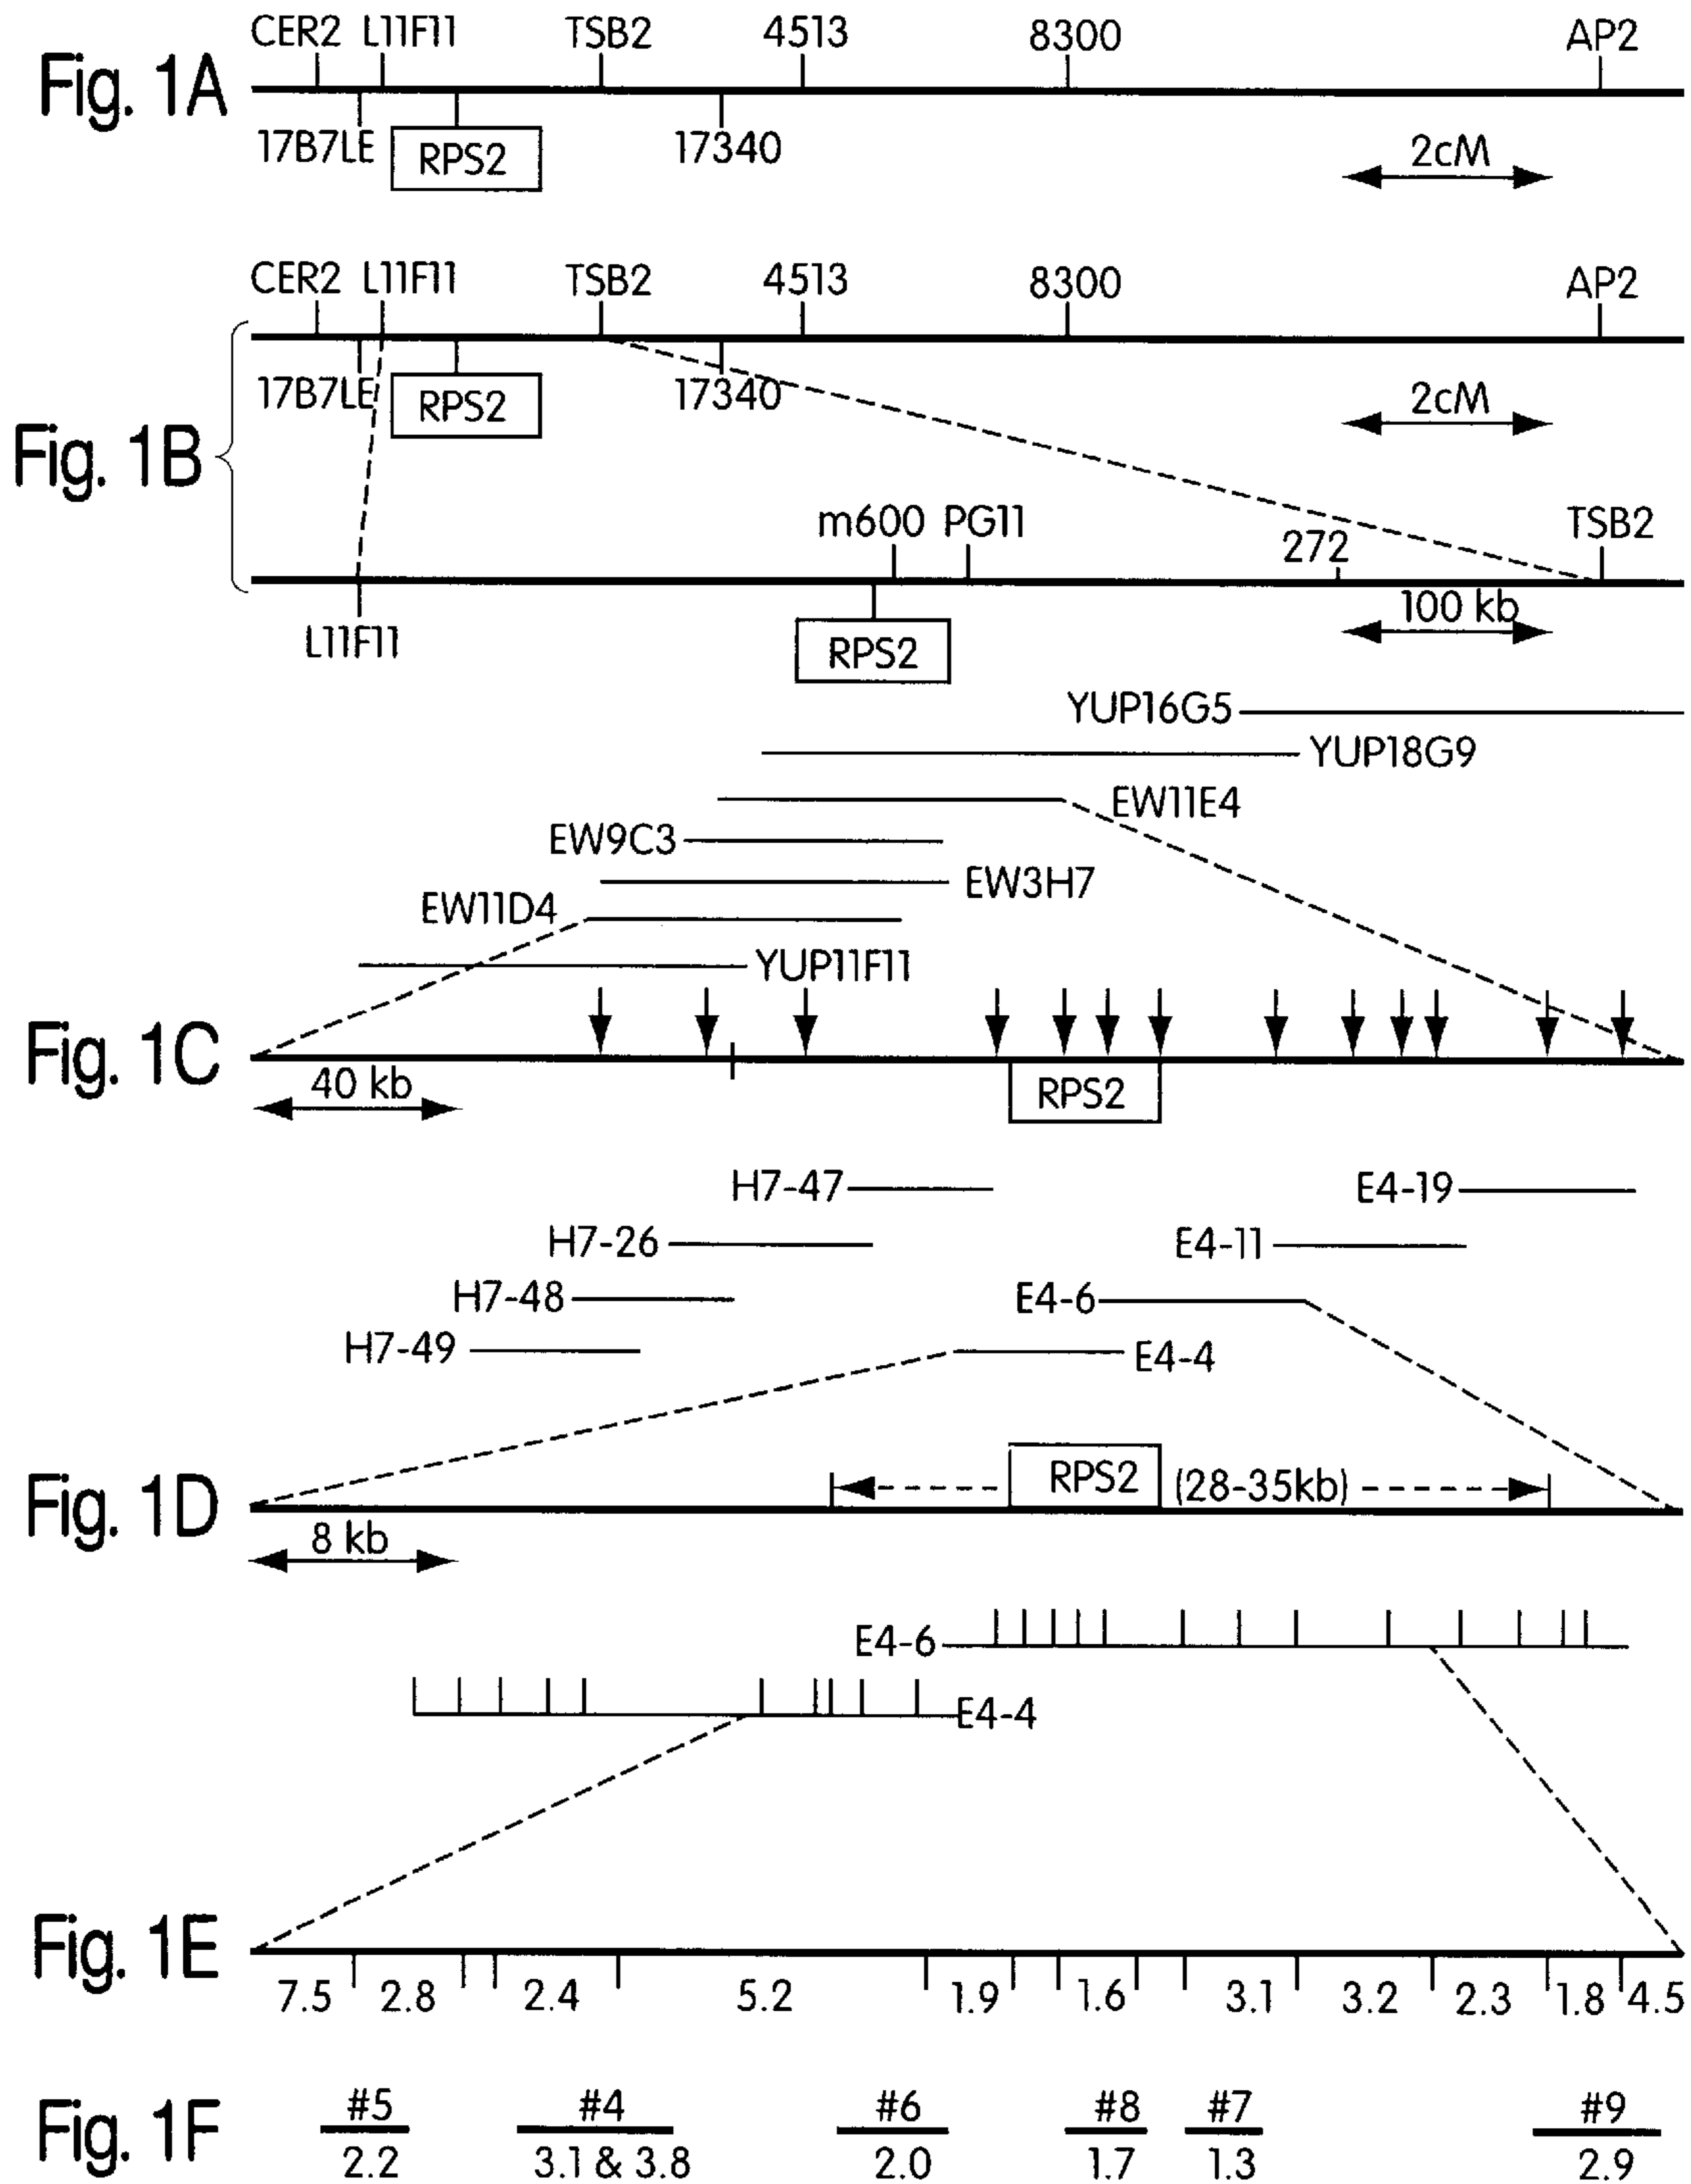 CER2 L11F11 TSB2 4513 8300 AP2
Fig. 1A
17B7LE RPS2 17340 2cM
CER2 L11F11 TSB2 4513 8300 AP2
17B7LE RPS2 17340 2cM
Fig. 1B
m600 PG11 272 TSB2
100 kb
L11F11 RPS2
YUP16G5
YUP18G9
EW11E4
EW9C3
EW3H7
EW11D4
YUP11F11
Fig. 1C
40 kb RPS2
H7-47 E4-19
H7-26 E4-11
H7-48 E4-6
H7-49 E4-4
RPS2 (28-35kb)
Fig. 1D
8 kb
E4-6
E4-4
Fig. 1E
7.5 2.8 2.4 5.2 1.9 1.6 3.1 3.2 2.3 1.8 4.5
#5 #4 #6 #8 #7 #9
Fig. 1F
2.2 3.1 & 3.8 2.0 1.7 1.3 2.9